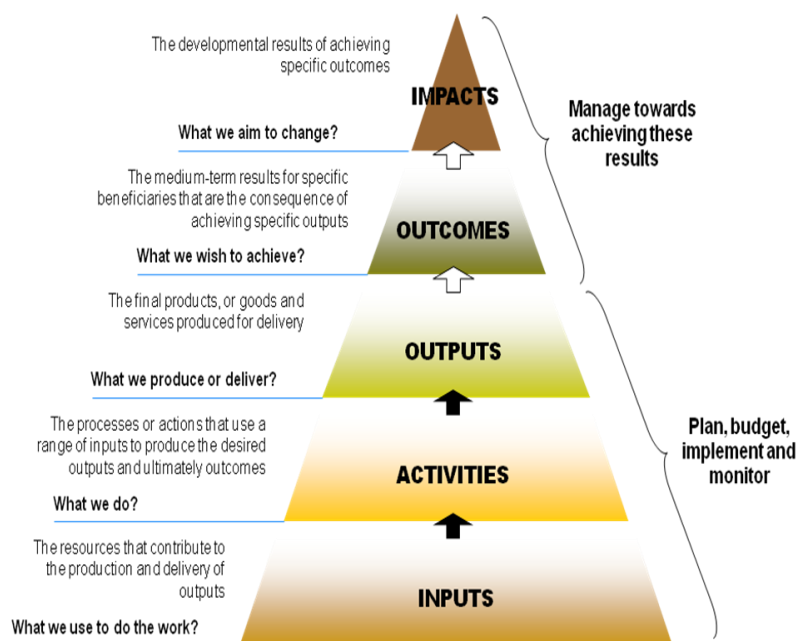 The developmental results of achieving
specific outcomes
IMPACTS
What we aim to change?
Manage towards
achieving these
results
The medium-term results for specific
beneficiaries that are the consequence of
achieving specific outputs
OUTCOMES
What we wish to achieve?
The final products, or goods and
services produced for delivery
OUTPUTS
What we produce or deliver?
Plan, budget,
implement and
monitor
The processes or actions that use a
range of inputs to produce the desired
outputs and ultimately outcomes
ACTIVITIES
What we do?
The resources that contribute to
the production and delivery of
outputs
INPUTS
What we use to do the work?